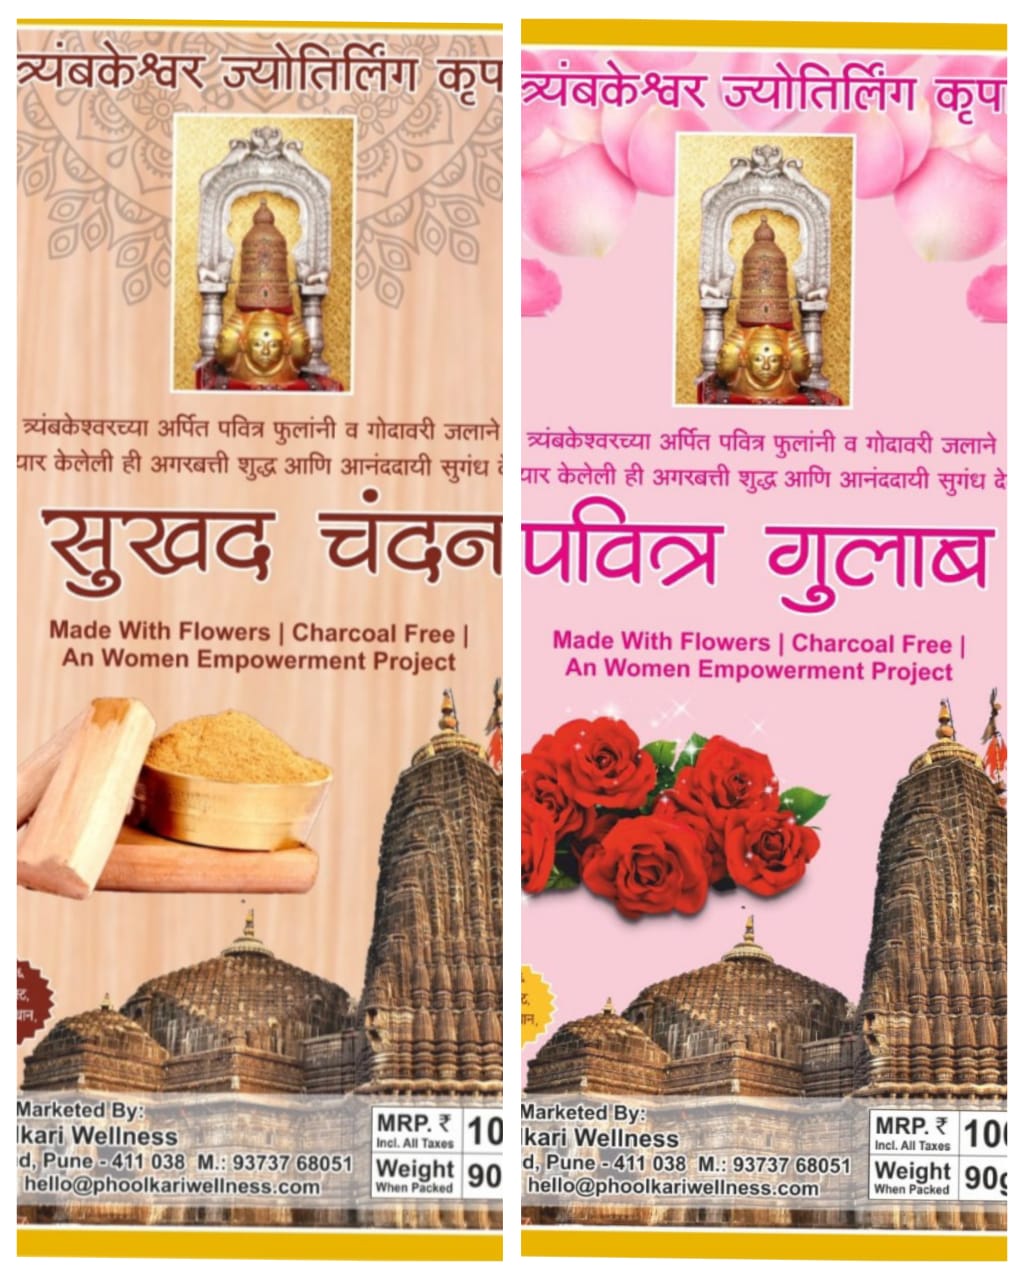 त्र्यंबकेश्वर ज्योतिर्लिंग कृप
त्र्यंबकेश्वरच्या अर्पित पवित्र फुलांनी व गोदावरी जलाने
यार केलेली ही अगरबत्ती शुद्ध आणि आनंददायी सुगंध दे
सुखद चंदन
Made With Flowers | Charcoal Free |
An Women Empowerment Project
Marketed By:
lkari Wellness
d, Pune - 411 038 M.: 93737 68051
hello@phoolkariwellness.com
MRP. ₹ 10
Incl. All Taxes
Weight 90
When Packed
त्र्यंबकेश्वर ज्योतिर्लिंग कृप
त्र्यंबकेश्वरच्या अर्पित पवित्र फुलांनी व गोदावरी जलाने
यार केलेली ही अगरबत्ती शुद्ध आणि आनंददायी सुगंध दे
पवित्र गुलाब
Made With Flowers | Charcoal Free |
An Women Empowerment Project
Marketed By:
lkari Wellness
d, Pune - 411 038 M.: 93737 68051
hello@phoolkariwellness.com
MRP. ₹ 100
Incl. All Taxes
Weight 90g
When Packed